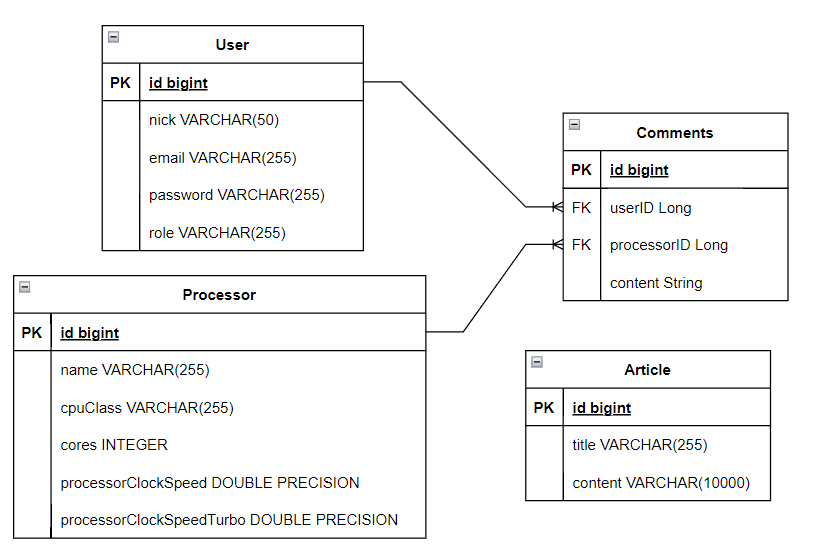 User
PK id bigint
nick VARCHAR(50)
email VARCHAR(255)
password VARCHAR(255)
role VARCHAR(255)
Comments
PK id bigint
FK userID Long
FK processorID Long
content String
Processor
PK id bigint
name VARCHAR(255)
cpuClass VARCHAR(255)
cores INTEGER
processorClockSpeed DOUBLE PRECISION
processorClockSpeedTurbo DOUBLE PRECISION
Article
PK id bigint
title VARCHAR(255)
content VARCHAR(10000)